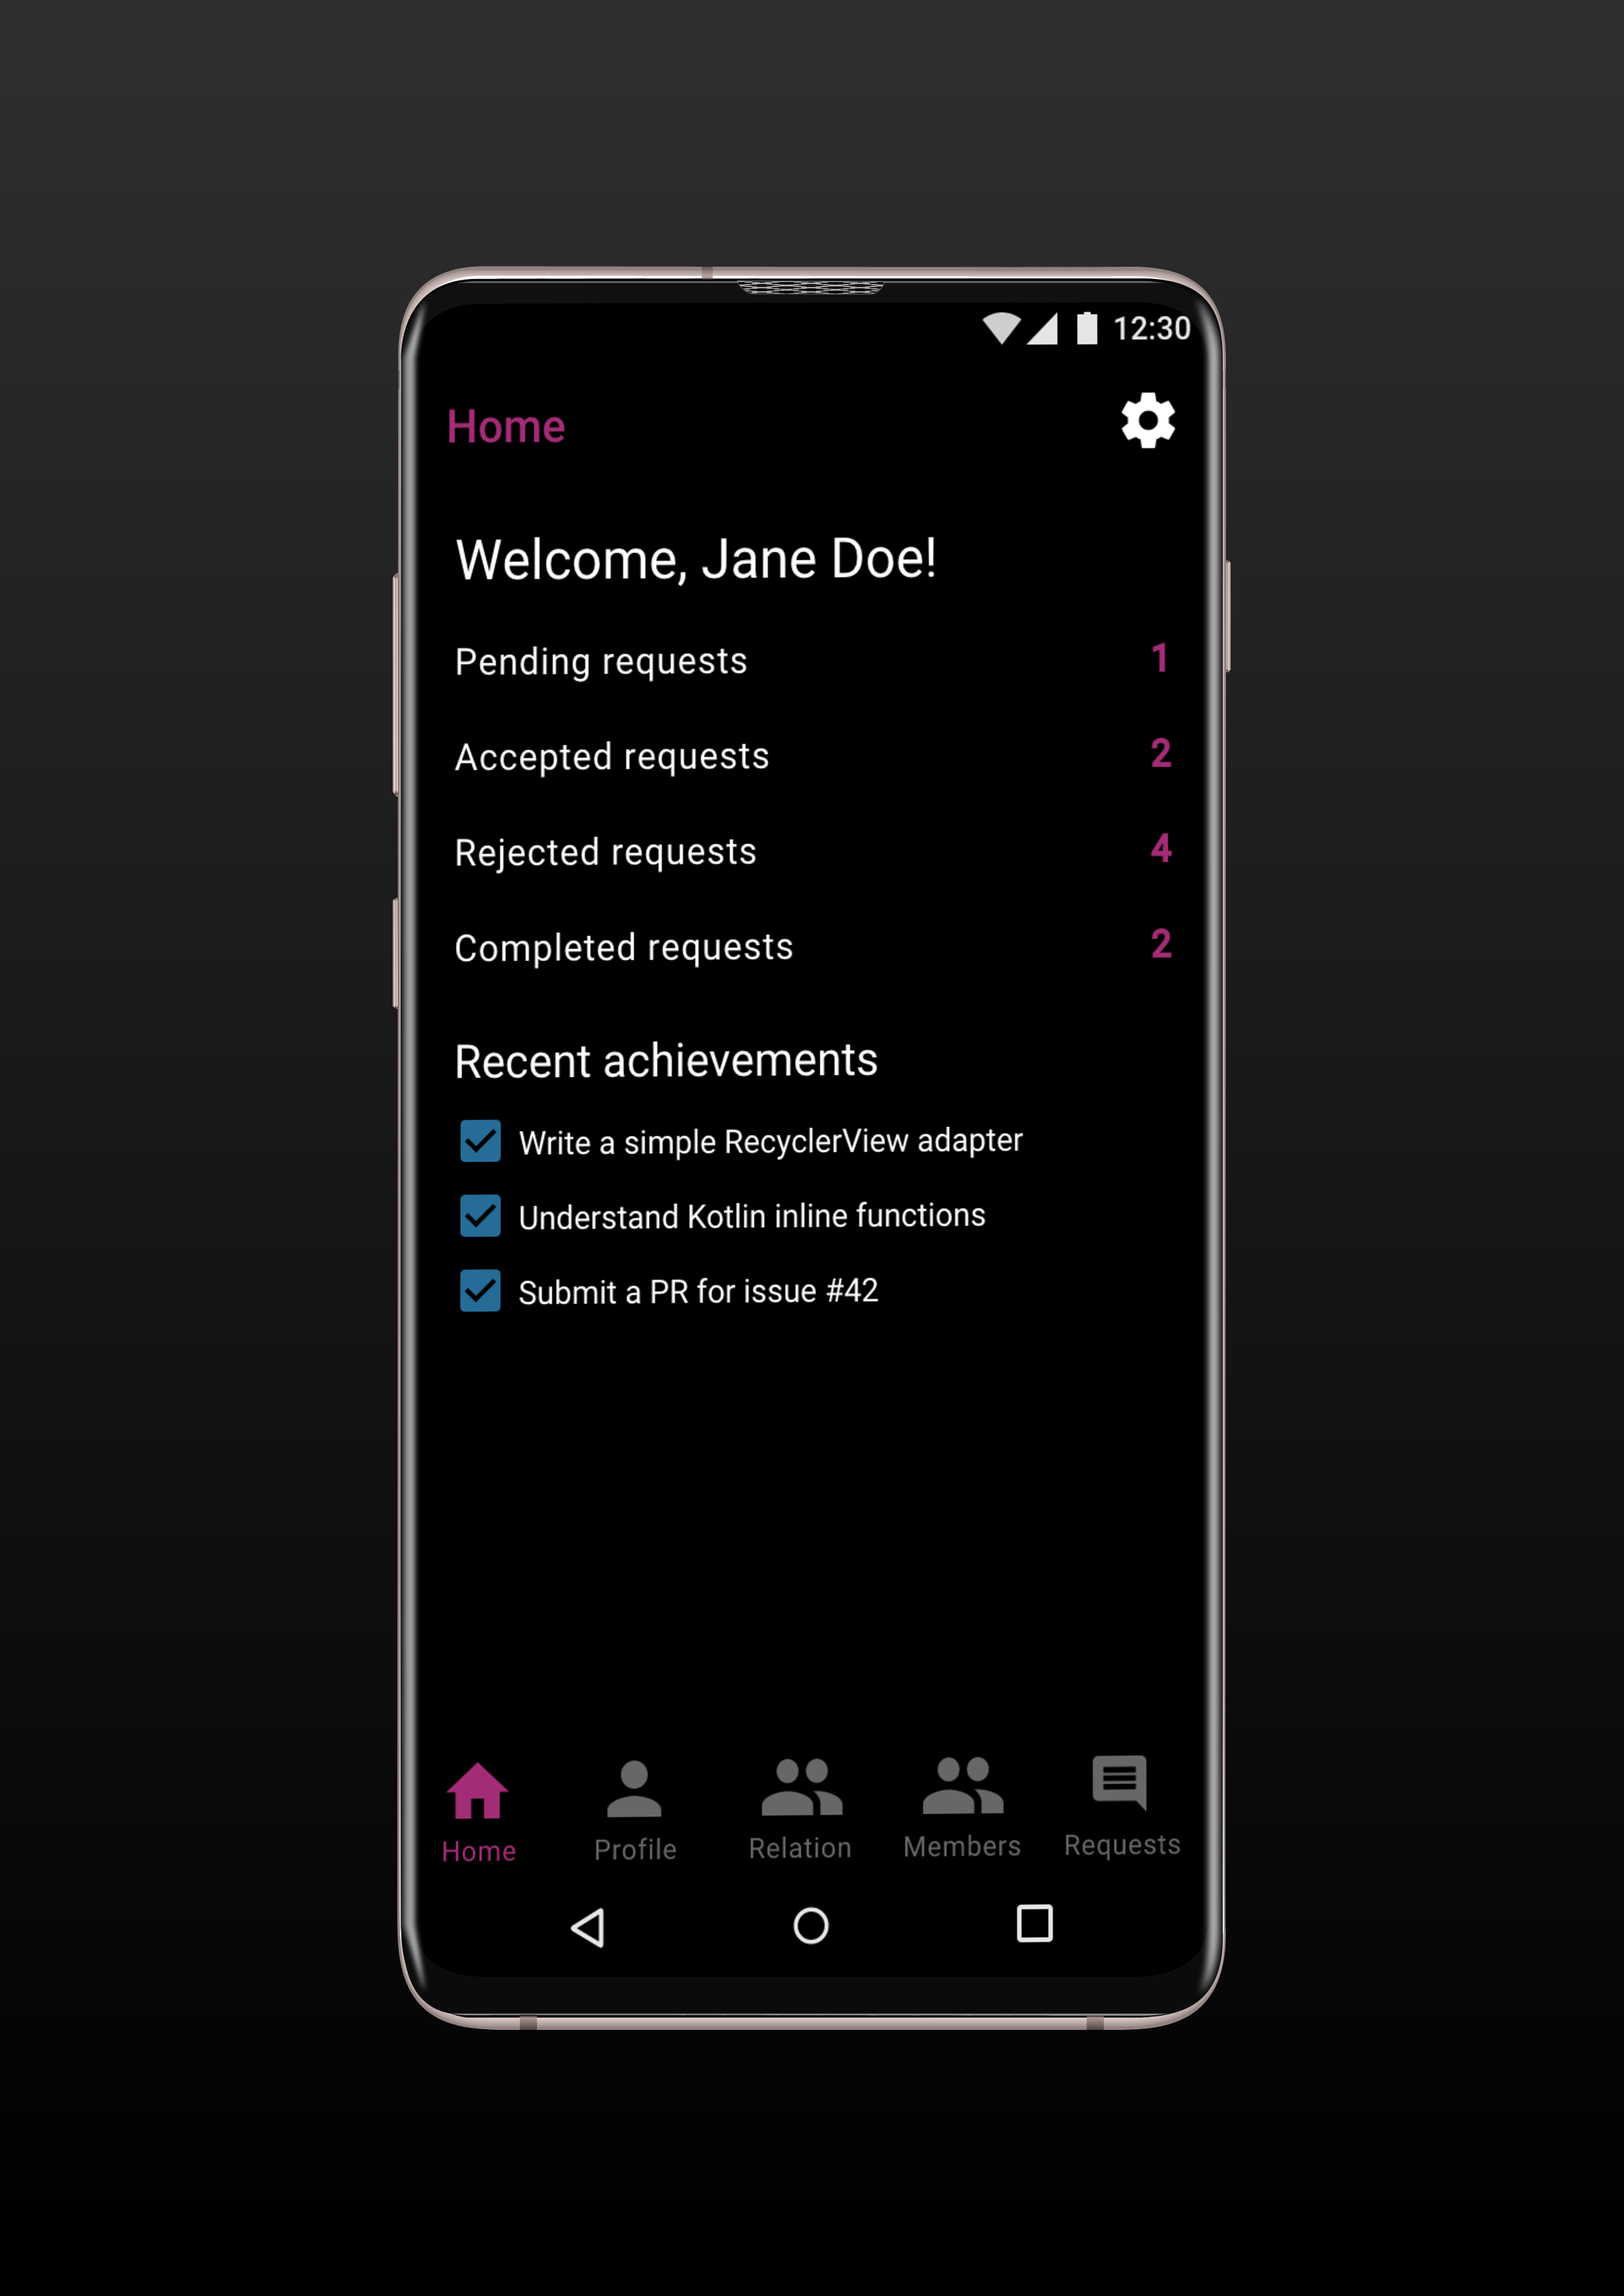 12:30
Home
Welcome, Jane Doe!
Pending requests 1
Accepted requests 2
Rejected requests 4
Completed requests 2
Recent achievements
Write a simple RecyclerView adapter
Understand Kotlin inline functions
Submit a PR for issue #42
Home Profile Relation Members Requests